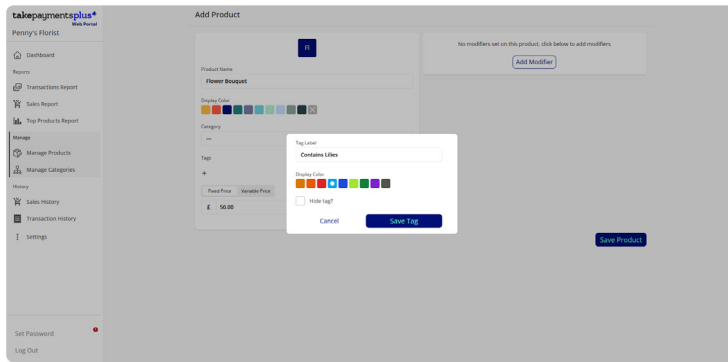 takepaymentsplus+
Web Portal
Penny's Florist
Dashboard
Reports
Transactions Report
Sales Report
Top Products Report
Manage
Manage Products
Manage Categories
History
Sales History
Transaction History
Settings
Set Password
Log Out
Add Product
Fl
Product Name
Flower Bouquet
Display Color
Category
---
Tags
+
Fixed Price Variable Price
£ 50.00
No modifiers set on this product, click below to add modifiers
Add Modifier
Tag Label
Contains Lilies
Display Color
Hide tag?
Cancel Save Tag
Save Product